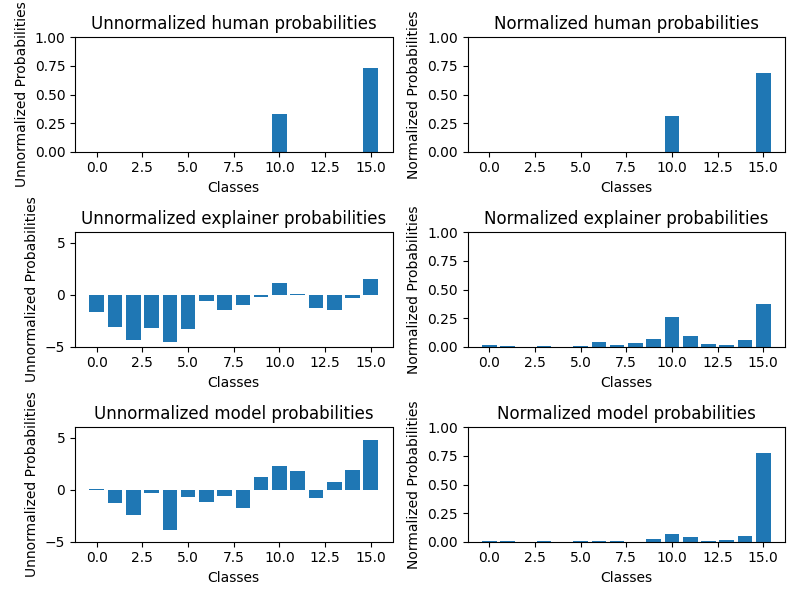 Unnormalized human probabilities
Unnormalized Probabilities
1.00
0.75
0.50
0.25
0.00
0.0 2.5 5.0 7.5 10.0 12.5 15.0
Classes
Normalized human probabilities
Normalized Probabilities
1.00
0.75
0.50
0.25
0.00
0.0 2.5 5.0 7.5 10.0 12.5 15.0
Classes
Unnormalized explainer probabilities
Unnormalized Probabilities
5
0
−5
0.0 2.5 5.0 7.5 10.0 12.5 15.0
Classes
Normalized explainer probabilities
Normalized Probabilities
1.00
0.75
0.50
0.25
0.00
0.0 2.5 5.0 7.5 10.0 12.5 15.0
Classes
Unnormalized model probabilities
Unnormalized Probabilities
5
0
−5
0.0 2.5 5.0 7.5 10.0 12.5 15.0
Classes
Normalized model probabilities
Normalized Probabilities
1.00
0.75
0.50
0.25
0.00
0.0 2.5 5.0 7.5 10.0 12.5 15.0
Classes